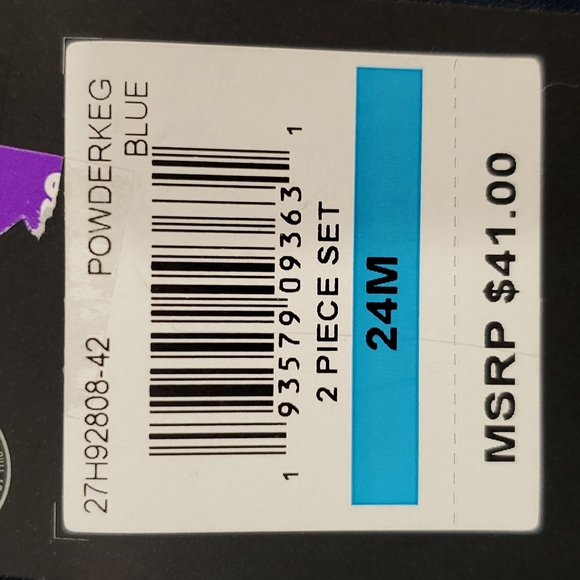 27H92808-42 POWDERKEG
BLUE
1 93579 09363 1
2 PIECE SET
24M
MSRP $41.00